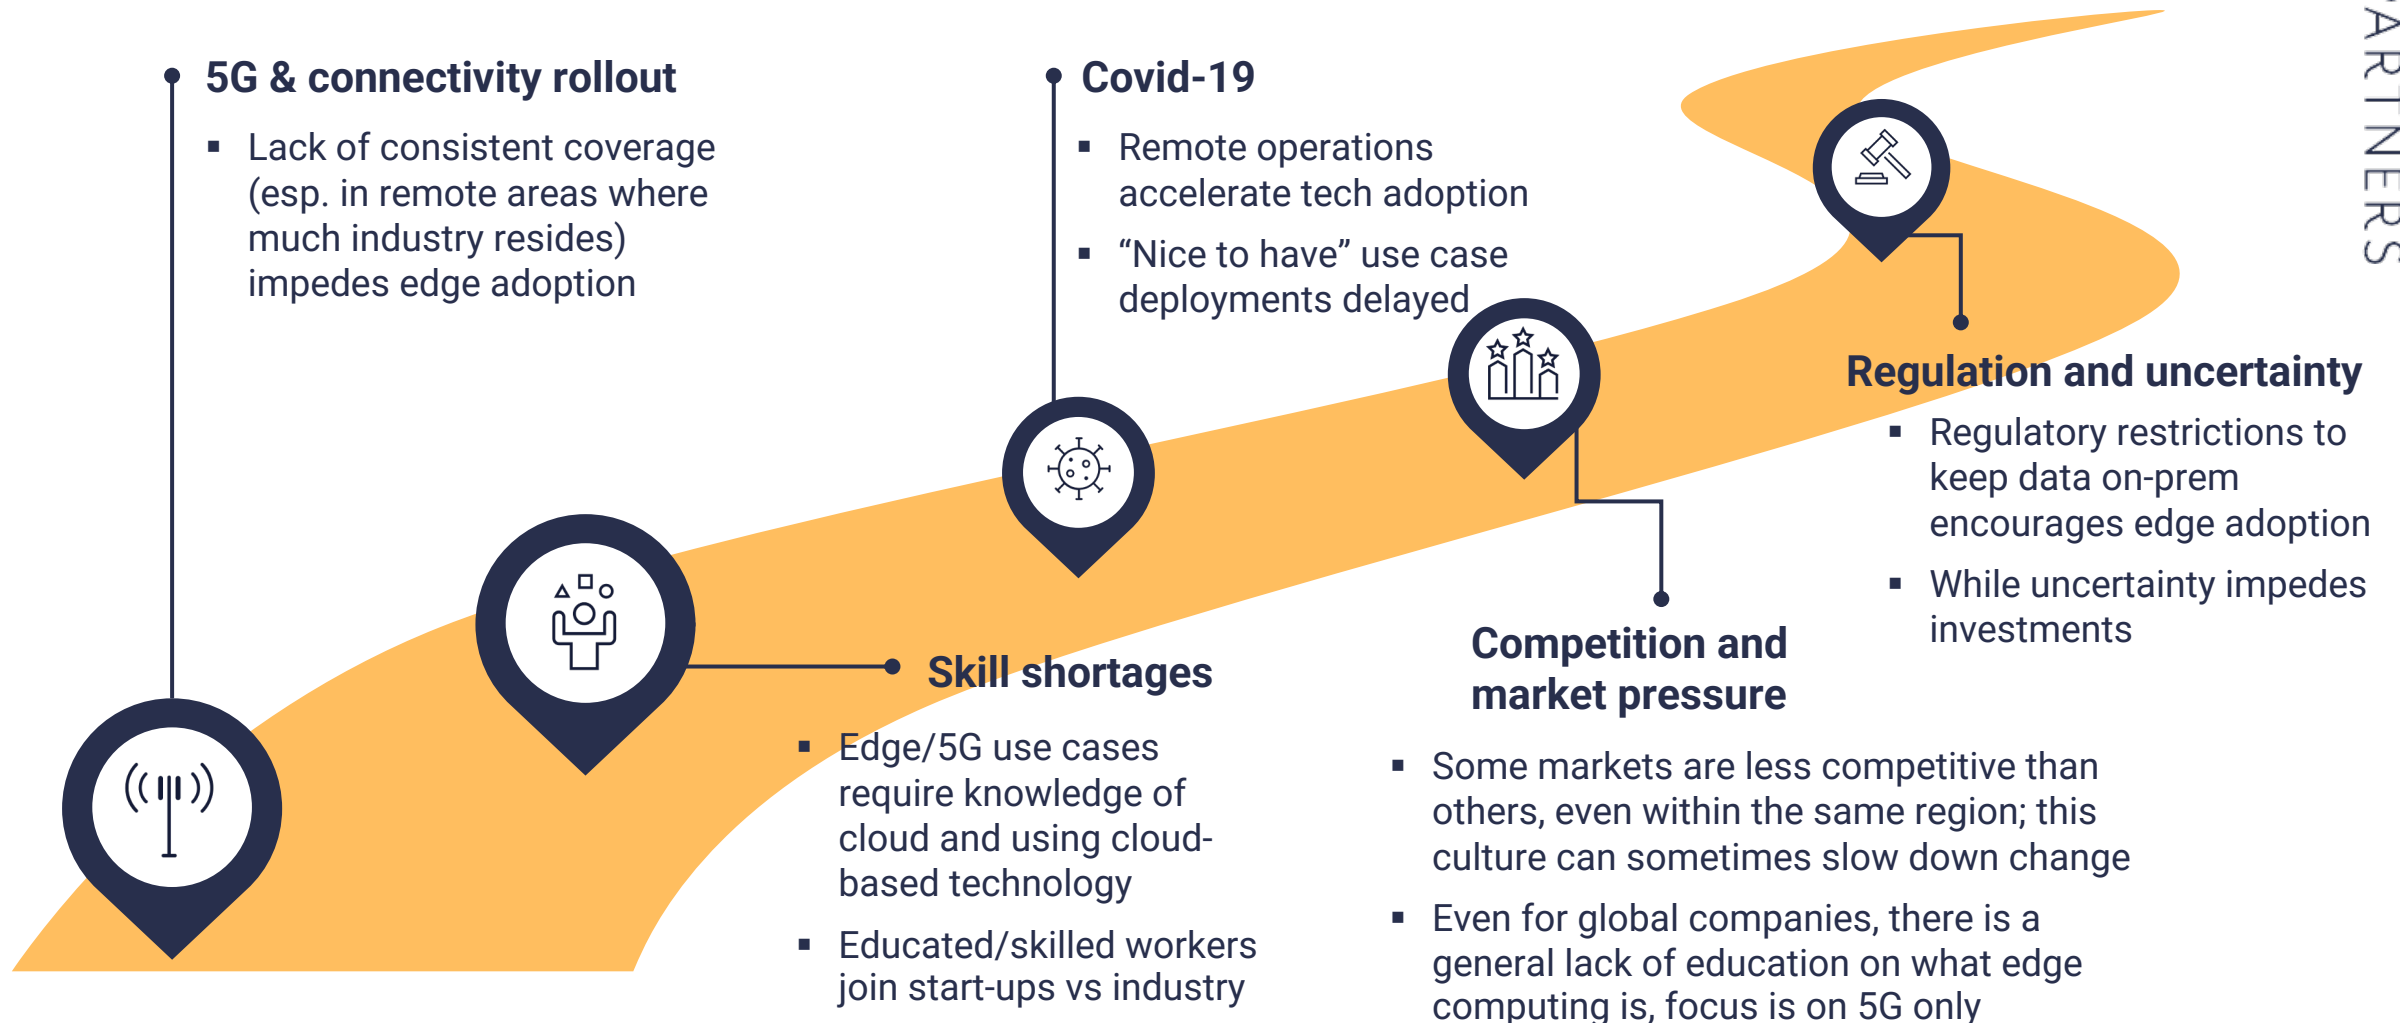 5G & connectivity rollout
▪ Lack of consistent coverage
(esp. in remote areas where
much industry resides)
impedes edge adoption
Covid-19
▪ Remote operations
accelerate tech adoption
▪ “Nice to have” use case
deployments delayed
Skill shortages
▪ Edge/5G use cases
require knowledge of
cloud and using cloud-
based technology
▪ Educated/skilled workers
join start-ups vs industry
Competition and
market pressure
▪ Some markets are less competitive than
others, even within the same region; this
culture can sometimes slow down change
▪ Even for global companies, there is a
general lack of education on what edge
computing is, focus is on 5G only
Regulation and uncertainty
▪ Regulatory restrictions to
keep data on-prem
encourages edge adoption
▪ While uncertainty impedes
investments
ARTNERS